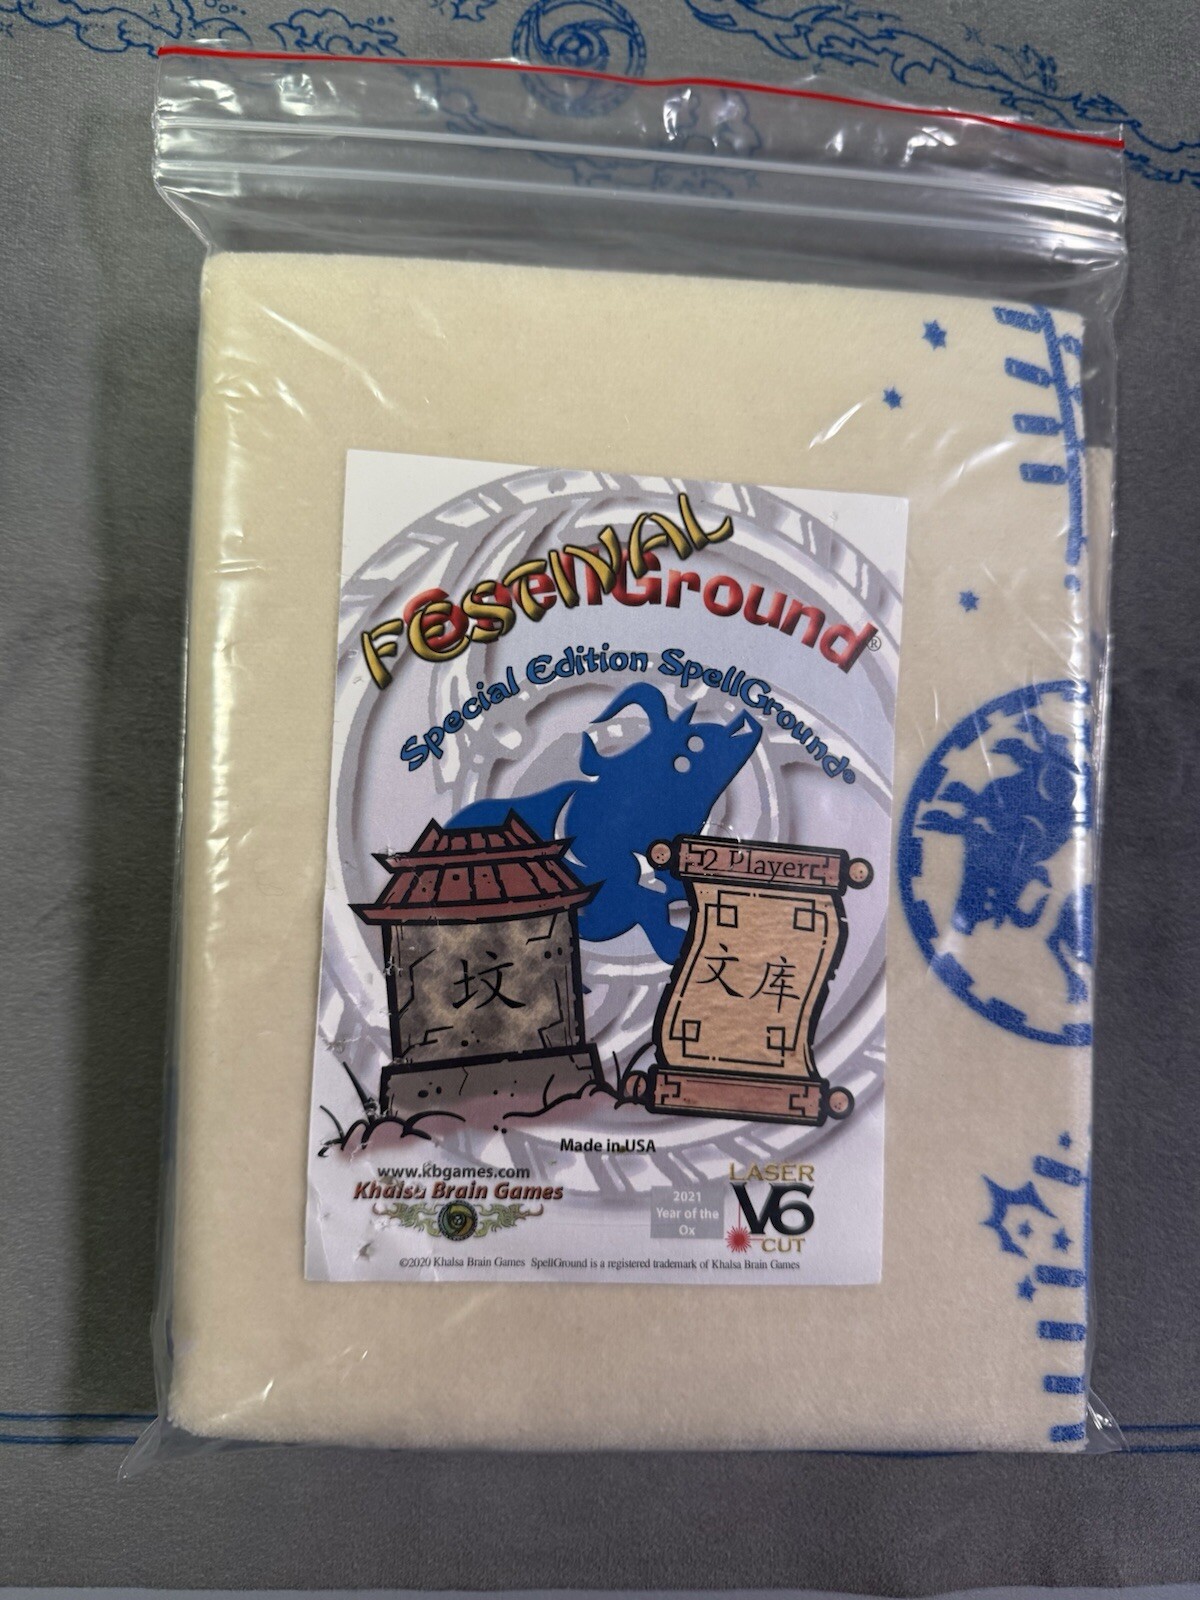 FESTIVAL
SpellGround®
Special Edition SpellGround®
2 Player
坟
文库
Made in USA
www.kbgames.com
Khalsa Brain Games
2021
Year of the
Ox
LASER
V6
CUT
©2020 Khalsa Brain Games SpellGround is a registered trademark of Khalsa Brain Games